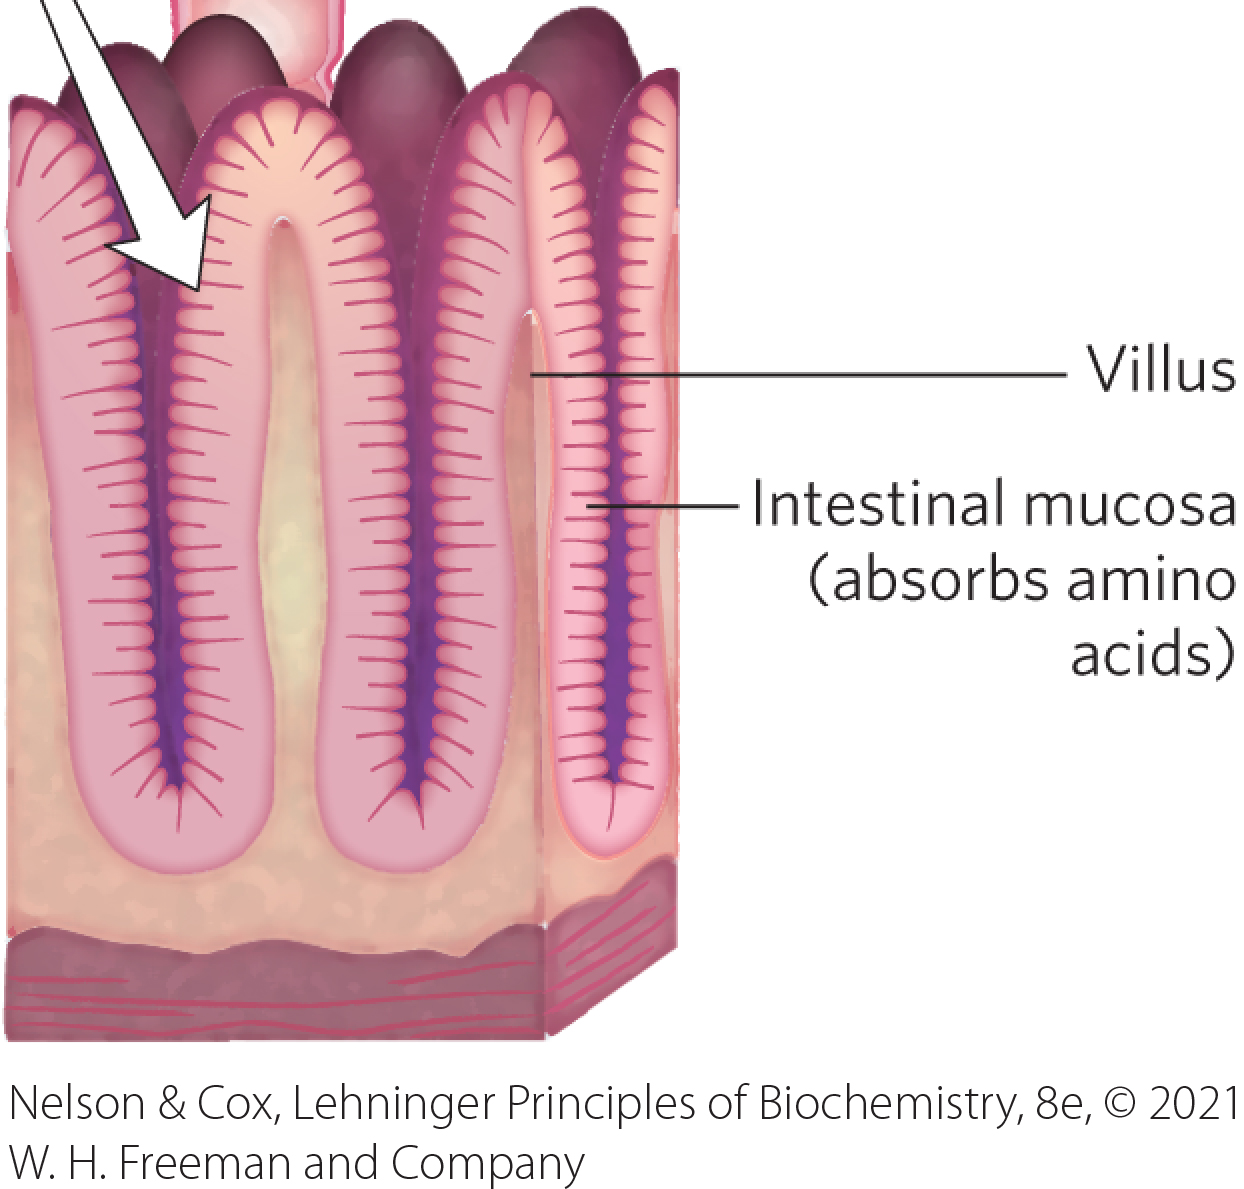 Villus
Intestinal mucosa
(absorbs amino
acids)
Nelson & Cox, Lehninger Principles of Biochemistry, 8e, © 2021
W. H. Freeman and Company